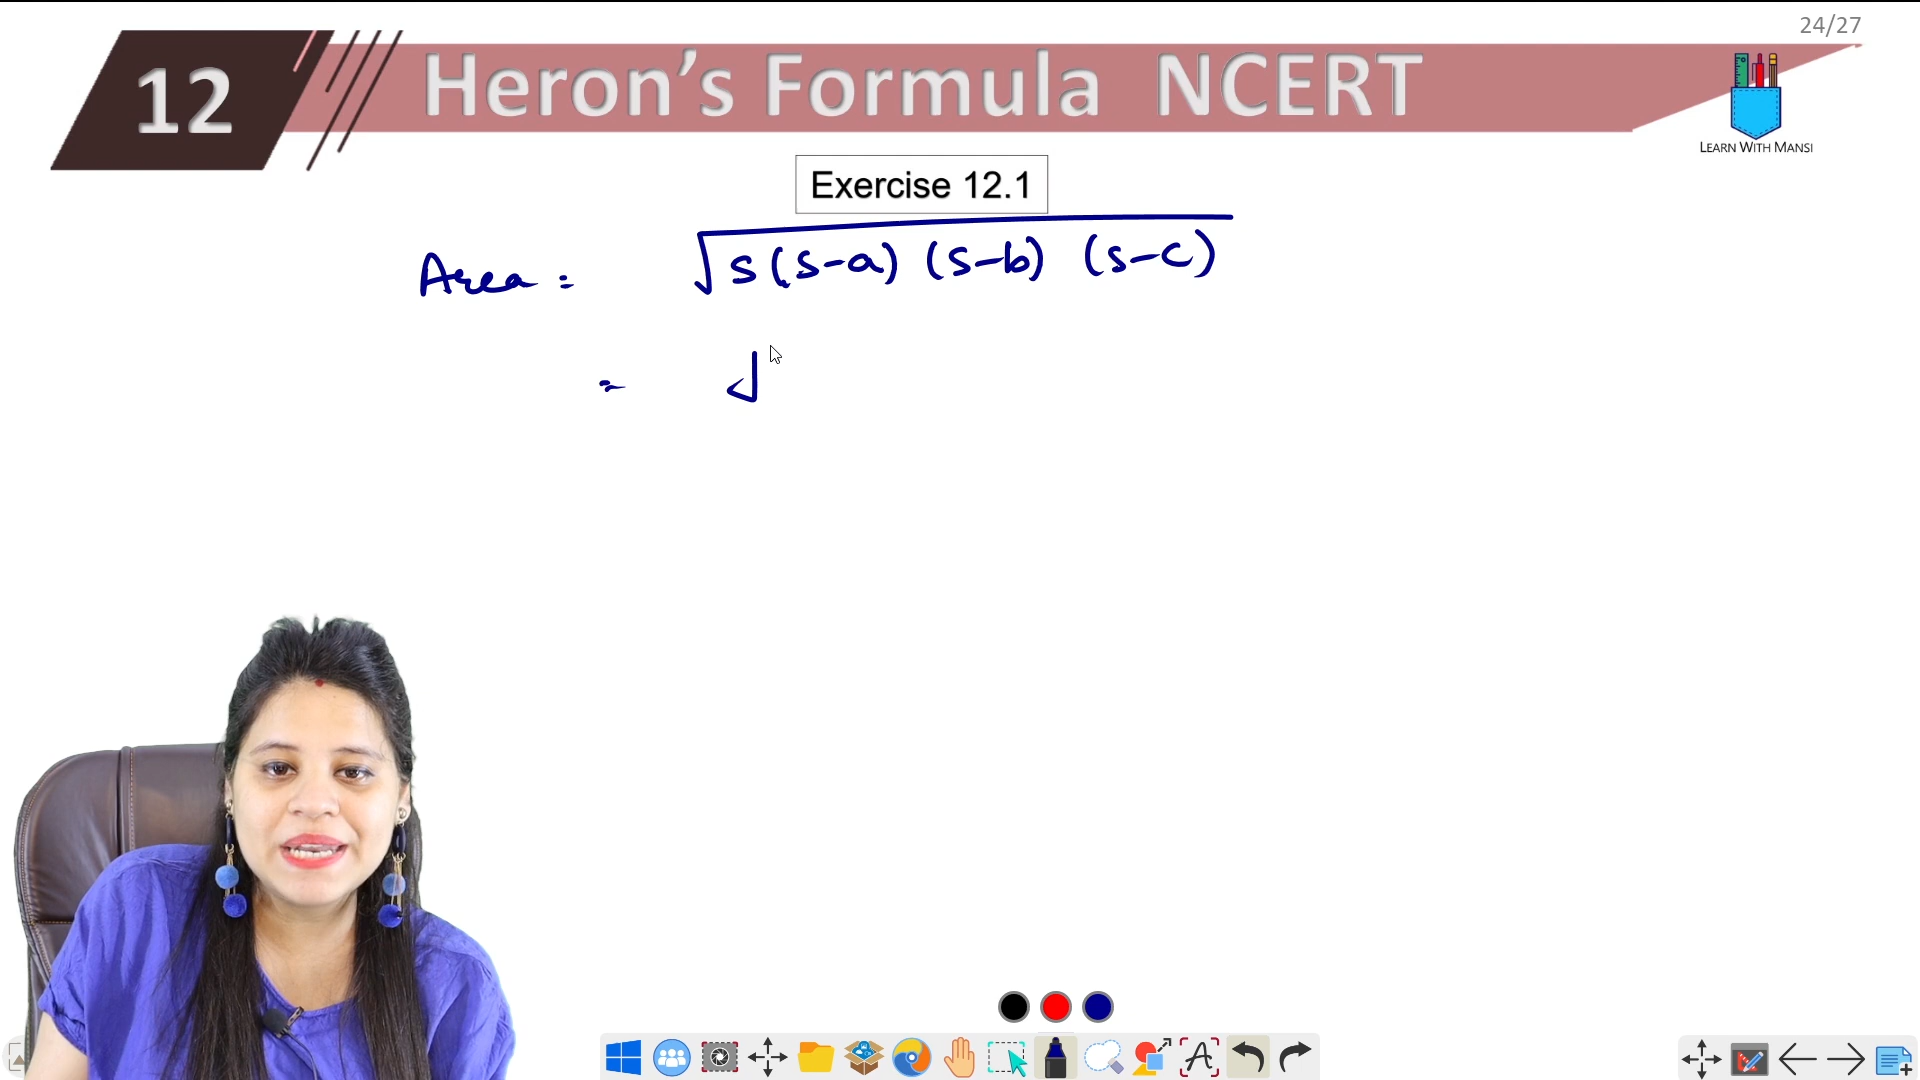 24/27
12 Heron's Formula NCERT
LEARN WITH MANSI
Exercise 12.1
Area = √s(s-a) (s-b) (s-c)
= √